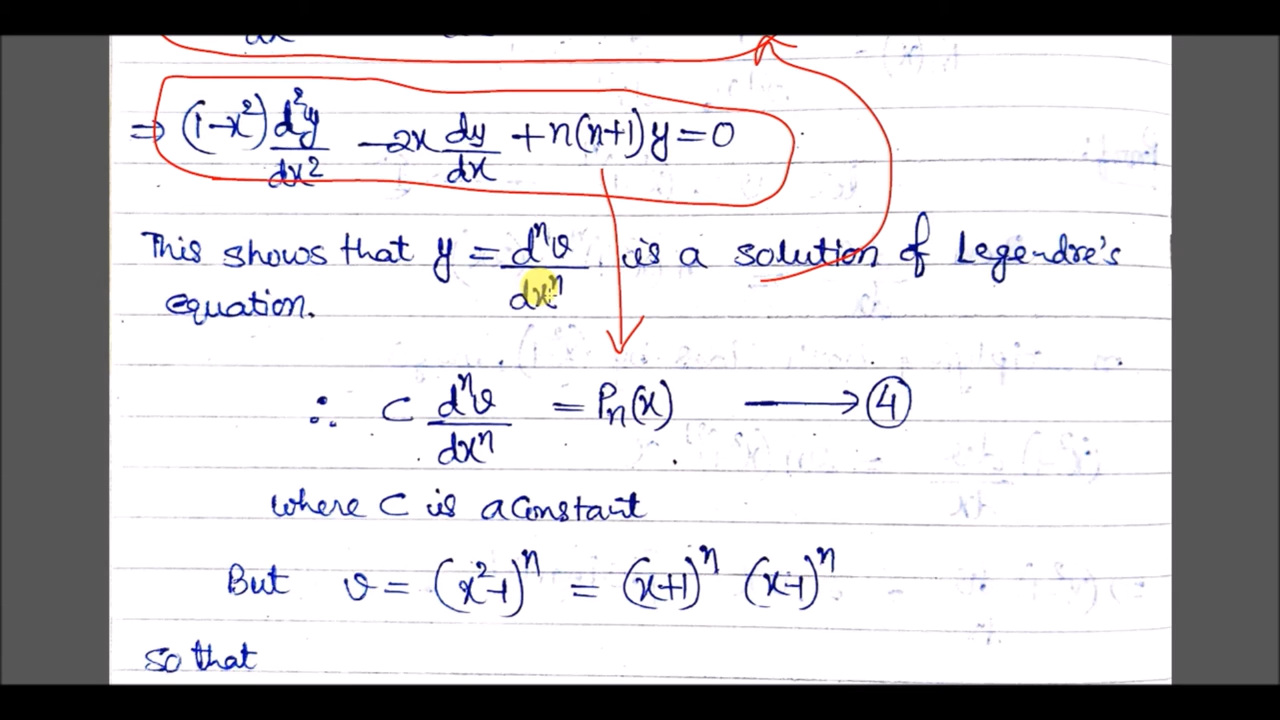 ⇒ (1-x²) d²y/dx² - 2x dy/dx + n(n+1)y = 0
This shows that y = dⁿv/dxⁿ is a solution of Legendre's
equation.
∴ C dⁿv/dxⁿ = Pₙ(x) ⟶ ④
where C is a constant
But v = (x²-1)ⁿ = (x+1)ⁿ (x-1)ⁿ
so that